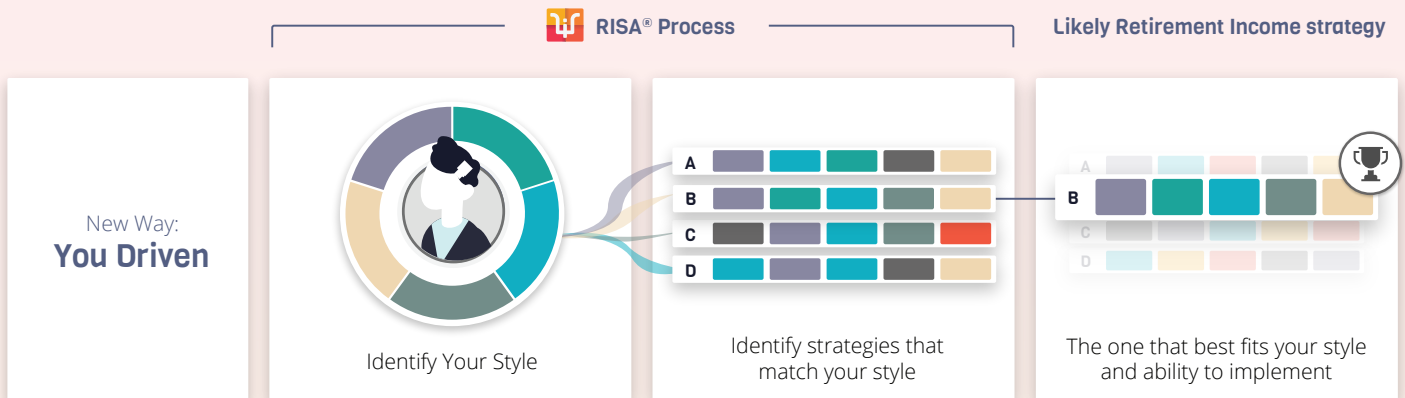 RISA® Process
Likely Retirement Income strategy
New Way:
You Driven
Identify Your Style
A
B
C
D
Identify strategies that
match your style
A
B
C
D
The one that best fits your style
and ability to implement